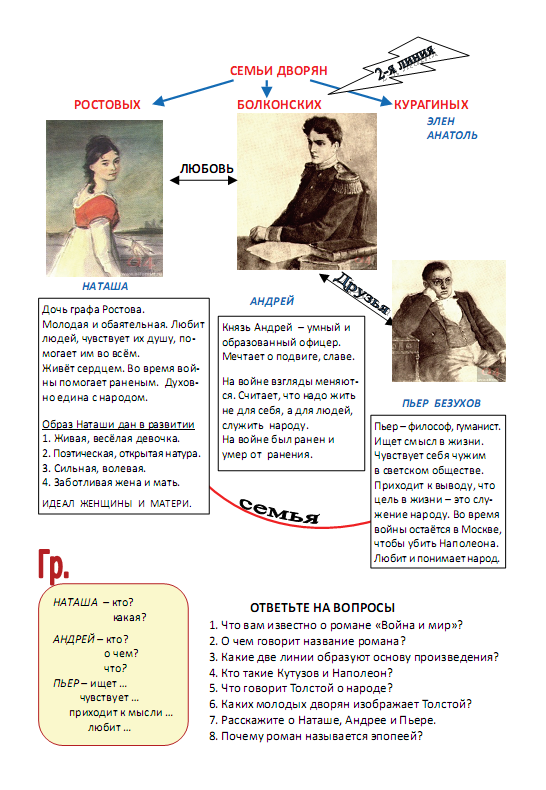 2-я линия
СЕМЬИ ДВОРЯН
РОСТОВЫХ
БОЛКОНСКИХ
КУРАГИНЫХ
ЭЛЕН
АНАТОЛЬ
ЛЮБОВЬ
Друзья
НАТАША
АНДРЕЙ
ПЬЕР БЕЗУХОВ
Дочь графа Ростова.
Молодая и обаятельная. Любит
людей, чувствует их душу, по-
могает им во всём.
Живёт сердцем. Во время вой-
ны помогает раненым. Духов-
но едина с народом.
Образ Наташи дан в развитии
1. Живая, весёлая девочка.
2. Поэтическая, открытая натура.
3. Сильная, волевая.
4. Заботливая жена и мать.
ИДЕАЛ ЖЕНЩИНЫ И МАТЕРИ.
Князь Андрей – умный и
образованный офицер.
Мечтает о подвиге, славе.
На войне взгляды меняют-
ся. Считает, что надо жить
не для себя, а для людей,
служить народу.
На войне был ранен и
умер от ранения.
Пьер – философ, гуманист.
Ищет смысл в жизни.
Чувствует себя чужим
в светском обществе.
Приходит к выводу, что
цель в жизни – это слу-
жение народу. Во время
войны остаётся в Москве,
чтобы убить Наполеона.
Любит и понимает народ.
семья
Гр.
НАТАША – кто?
какая?
АНДРЕЙ – кто?
о чем?
что?
ПЬЕР – ищет ...
чувствует ...
приходит к мысли ...
любит ...
ОТВЕТЬТЕ НА ВОПРОСЫ
1. Что вам известно о романе «Война и мир»?
2. О чем говорит название романа?
3. Какие две линии образуют основу произведения?
4. Кто такие Кутузов и Наполеон?
5. Что говорит Толстой о народе?
6. Каких молодых дворян изображает Толстой?
7. Расскажите о Наташе, Андрее и Пьере.
8. Почему роман называется эпопеей?